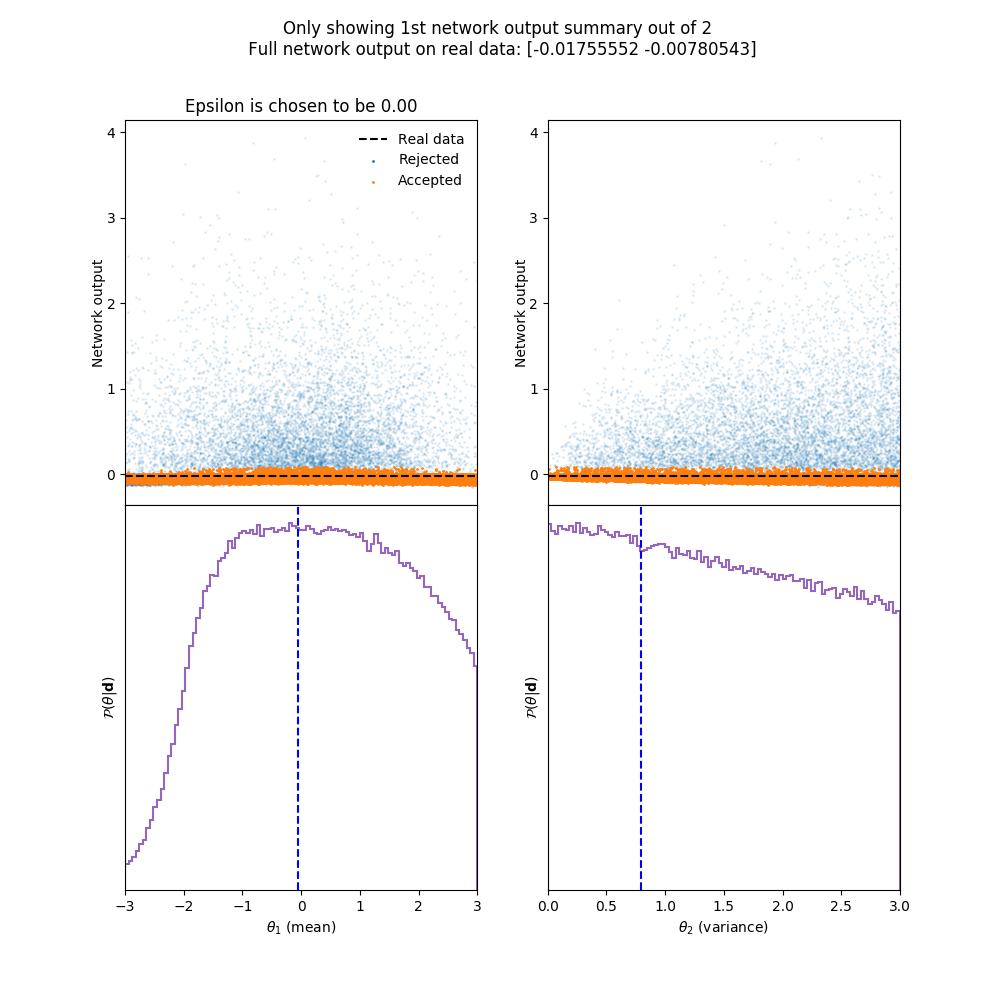 Only showing 1st network output summary out of 2
Full network output on real data: [-0.01755552 -0.00780543]
Epsilon is chosen to be 0.00
Real data
Rejected
Accepted
Network output
4
3
2
1
0
Network output
4
3
2
1
0
𝒫(θ|𝐝)
−3 −2 −1 0 1 2 3
θ₁ (mean)
𝒫(θ|𝐝)
0.0 0.5 1.0 1.5 2.0 2.5 3.0
θ₂ (variance)